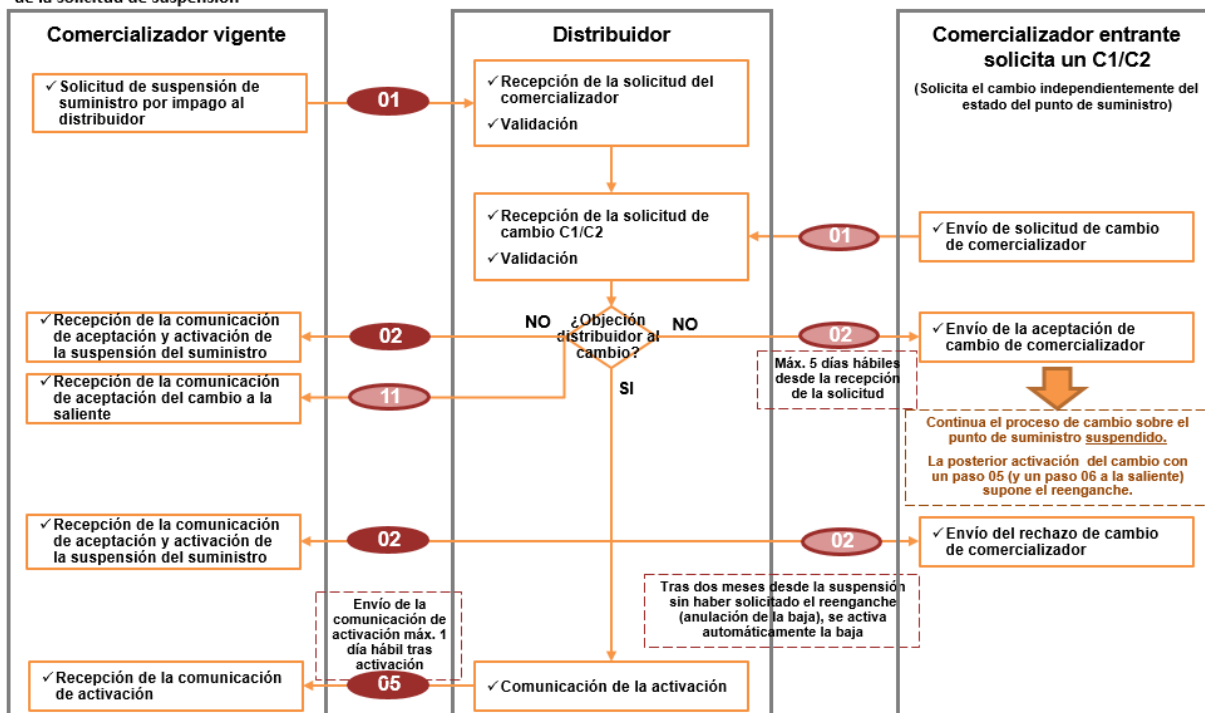 de la solicitud de suspensión
Comercializador vigente
Distribuidor
Comercializador entrante
solicita un C1/C2
(Solicita el cambio independientemente del
estado del punto de suministro)
✓ Solicitud de suspensión de
suministro por impago al
distribuidor
01
✓ Recepción de la solicitud del
comercializador
✓ Validación
✓ Recepción de la solicitud de
cambio C1/C2
✓ Validación
01
✓ Envío de solicitud de cambio
de comercializador
✓ Recepción de la comunicación
de aceptación y activación de
la suspensión del suministro
02
NO
¿Objeción
distribuidor al
cambio?
NO
02
✓ Envío de la aceptación de
cambio de comercializador
Máx. 5 días hábiles
desde la recepción
de la solicitud
✓ Recepción de la comunicación
de aceptación del cambio a la
saliente
11
SI
Continua el proceso de cambio sobre el
punto de suministro suspendido.
La posterior activación del cambio con
un paso 05 (y un paso 06 a la saliente)
supone el reenganche.
✓ Recepción de la comunicación
de aceptación y activación de
la suspensión del suministro
02
02
✓ Envío del rechazo de cambio
de comercializador
Envío de la
comunicación de
activación máx. 1
día hábil tras
activación
Tras dos meses desde la suspensión
sin haber solicitado el reenganche
(anulación de la baja), se activa
automáticamente la baja
✓ Recepción de la comunicación
de activación
05
✓ Comunicación de la activación